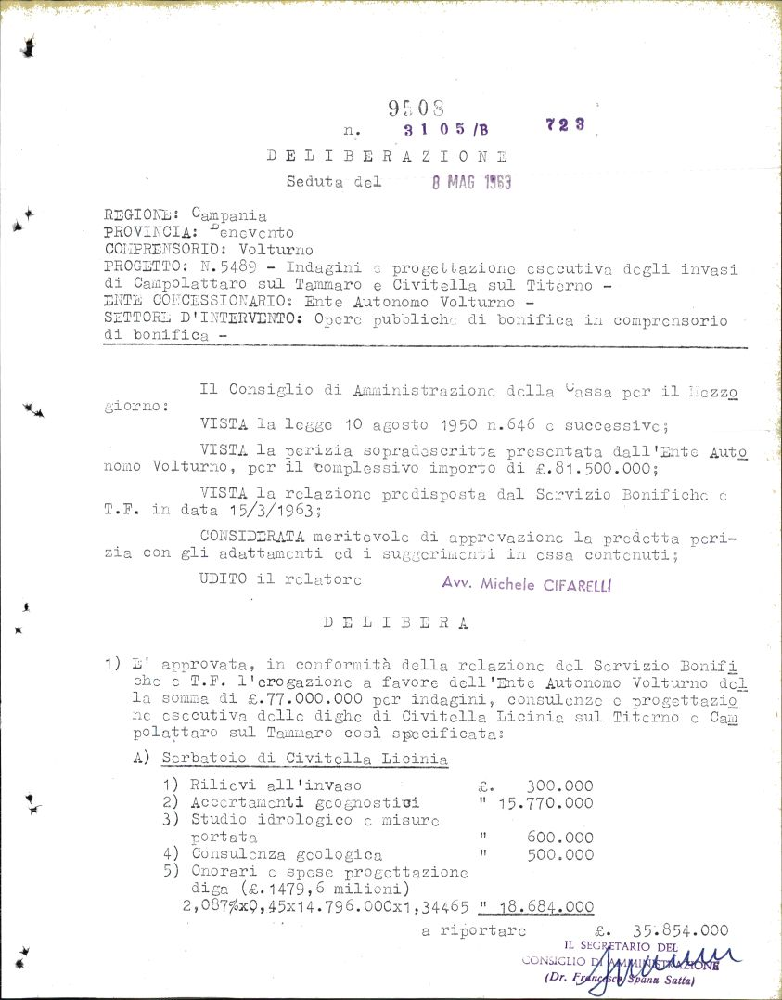 9508
n. 3105/B 723
DELIBERAZIONE
Seduta del 8 MAG 1963
REGIONE: Campania
PROVINCIA: Benevento
COMPRENSORIO: Volturno
PROGETTO: N.5489 - Indagini e progettazione esecutiva degli invasi
di Campolattaro sul Tammaro e Civitella sul Titerno -
ENTE CONCESSIONARIO: Ente Autonomo Volturno -
SETTORE D'INTERVENTO: Opere pubbliche di bonifica in comprensorio
di bonifica -
Il Consiglio di Amministrazione della Cassa per il Mezzo
giorno:
VISTA la legge 10 agosto 1950 n.646 e successive;
VISTA la perizia sopradescritta presentata dall'Ente Auto
nomo Volturno, per il complessivo importo di £.81.500.000;
VISTA la relazione predisposta dal Servizio Bonifiche e
T.F. in data 15/3/1963;
CONSIDERATA meritevole di approvazione la predetta peri-
zia con gli adattamenti ed i suggerimenti in essa contenuti;
UDITO il relatore Avv. Michele CIFARELLI
DELIBERA
1) E' approvata, in conformità della relazione del Servizio Bonifi
che e T.F. l'erogazione a favore dell'Ente Autonomo Volturno del
la somma di £.77.000.000 per indagini, consulenze e progettazio
ne esecutiva delle dighe di Civitella Licinia sul Titerno e Cam
polattaro sul Tammaro così specificata:
A) Serbatoio di Civitella Licinia
1) Rilievi all'invaso £. 300.000
2) Accertamenti geognostici " 15.770.000
3) Studio idrologico e misure
portata " 600.000
4) Consulenza geologica " 500.000
5) Onorari e spese progettazione
diga (£.1479,6 milioni)
2,087%x0,45x14.796.000x1,34465 " 18.684.000
a riportare £. 35.854.000
IL SEGRETARIO DEL
CONSIGLIO DI AMMINISTRAZIONE
(Dr. Francesco Spanu Satta)